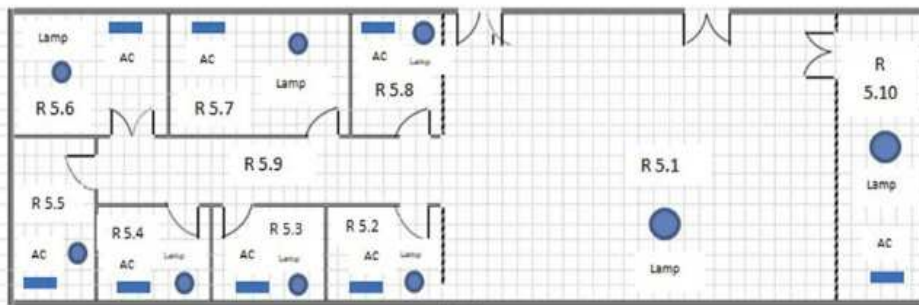 Lamp
AC
R 5.6
AC
Lamp
R 5.7
AC
Lamp
R 5.8
R
5.10
Lamp
AC
R 5.9
R 5.1
Lamp
R 5.5
AC
R 5.4
AC
Lamp
R 5.3
AC
Lamp
R 5.2
AC
Lamp